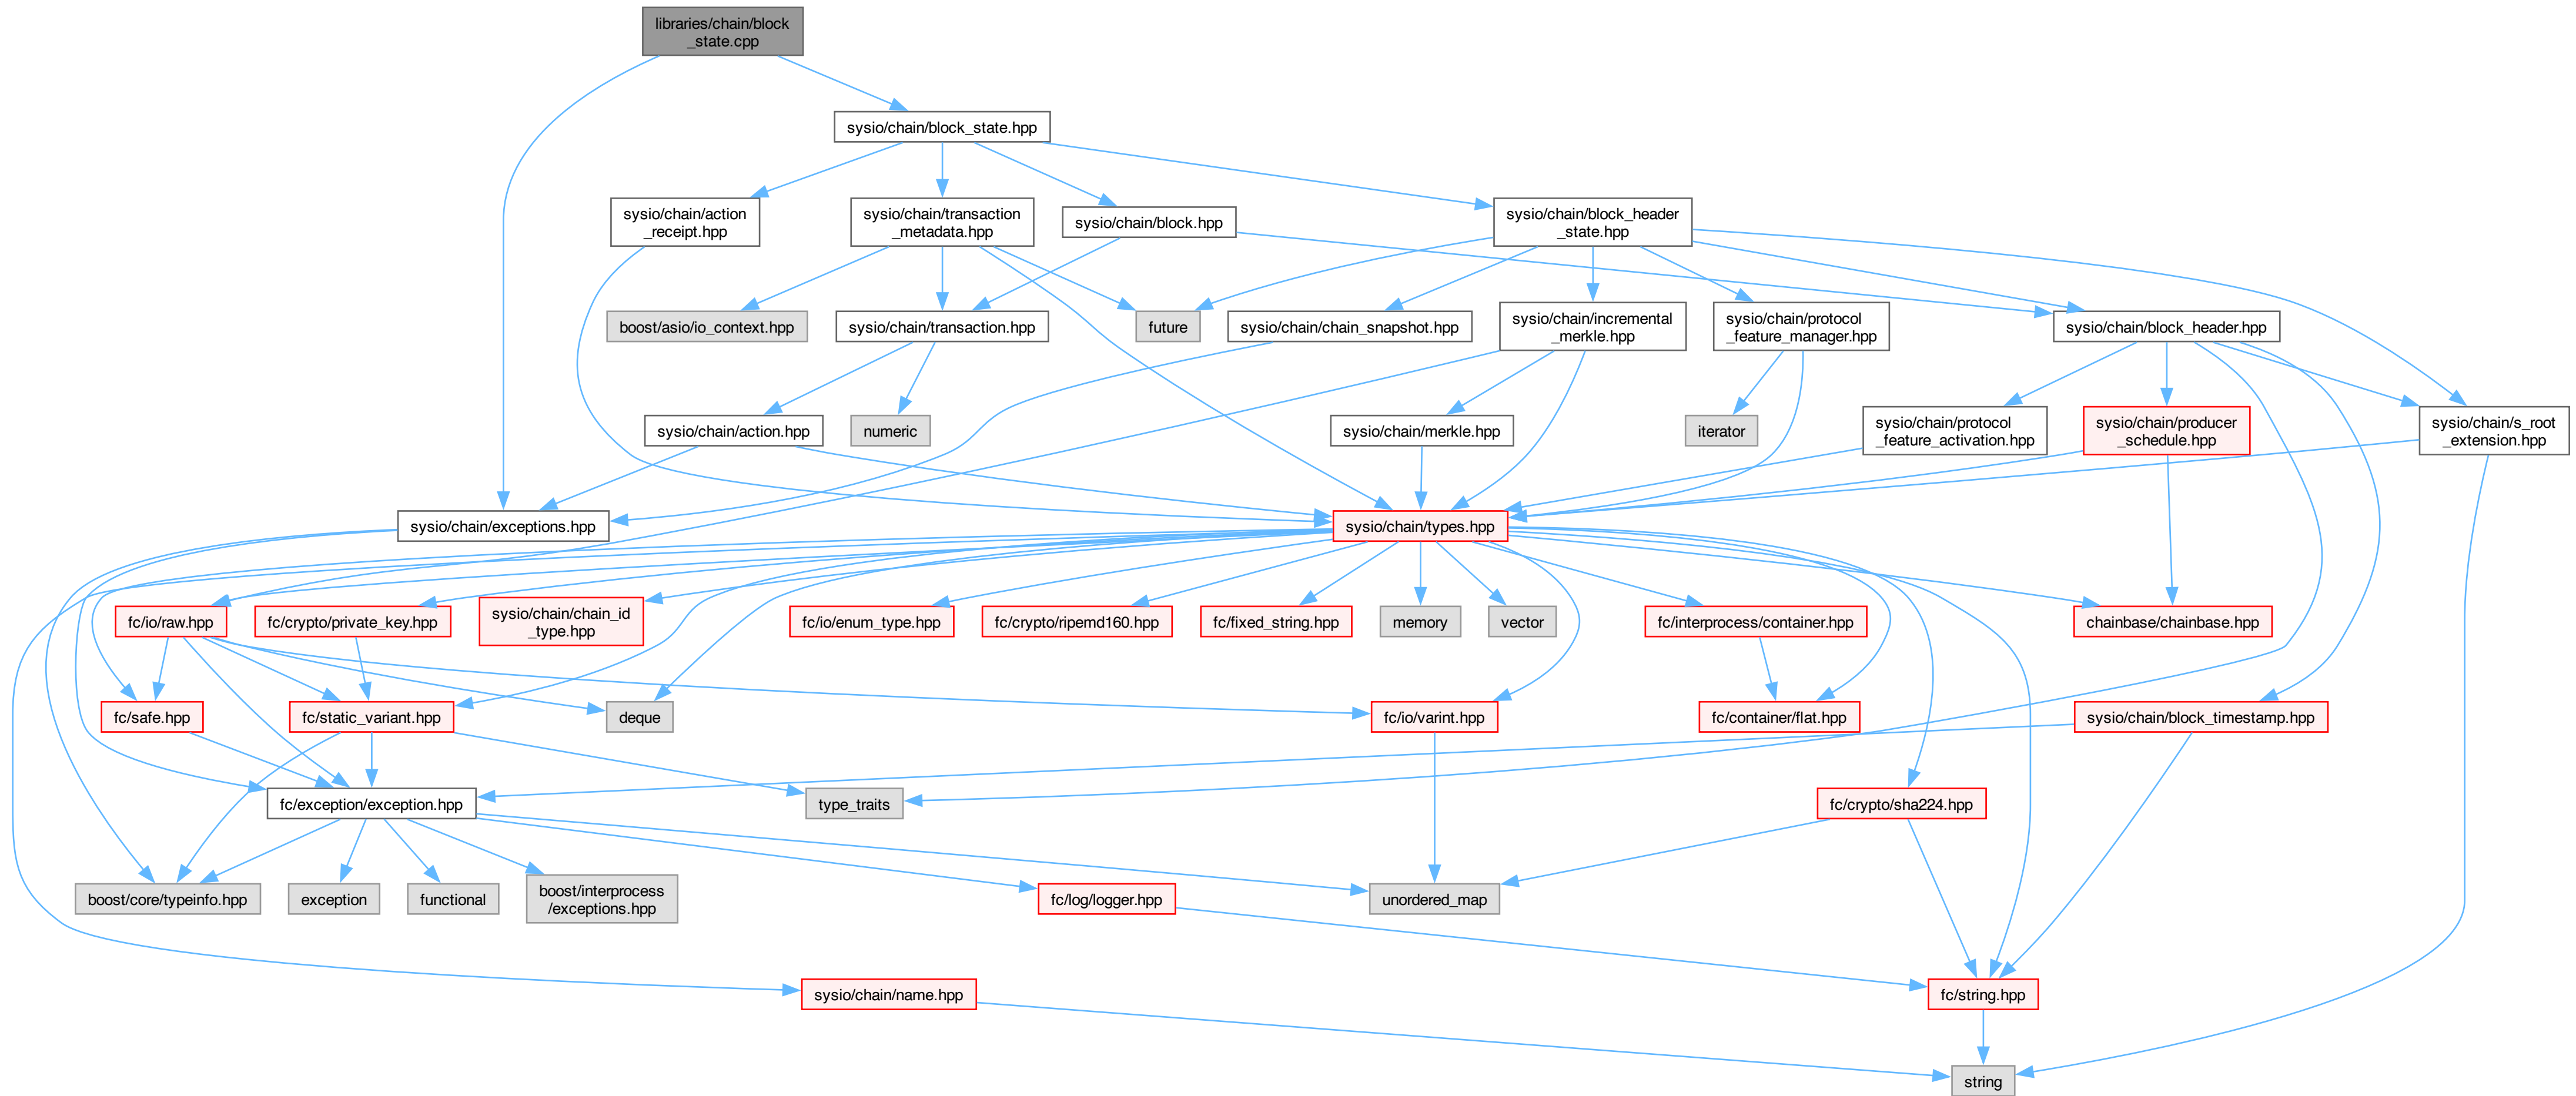 libraries/chain/block
_state.cpp
sysio/chain/block_state.hpp
sysio/chain/action
_receipt.hpp
sysio/chain/transaction
_metadata.hpp
sysio/chain/block.hpp
sysio/chain/block_header
_state.hpp
boost/asio/io_context.hpp
sysio/chain/transaction.hpp
future
sysio/chain/chain_snapshot.hpp
sysio/chain/incremental
_merkle.hpp
sysio/chain/protocol
_feature_manager.hpp
sysio/chain/block_header.hpp
sysio/chain/action.hpp
numeric
sysio/chain/merkle.hpp
iterator
sysio/chain/protocol
_feature_activation.hpp
sysio/chain/producer
_schedule.hpp
sysio/chain/s_root
_extension.hpp
sysio/chain/exceptions.hpp
sysio/chain/types.hpp
fc/io/raw.hpp
fc/crypto/private_key.hpp
sysio/chain/chain_id
_type.hpp
fc/io/enum_type.hpp
fc/crypto/ripemd160.hpp
fc/fixed_string.hpp
memory
vector
fc/interprocess/container.hpp
chainbase/chainbase.hpp
fc/safe.hpp
fc/static_variant.hpp
deque
fc/io/varint.hpp
fc/container/flat.hpp
sysio/chain/block_timestamp.hpp
fc/exception/exception.hpp
type_traits
fc/crypto/sha224.hpp
boost/core/typeinfo.hpp
exception
functional
boost/interprocess
/exceptions.hpp
fc/log/logger.hpp
unordered_map
sysio/chain/name.hpp
fc/string.hpp
string